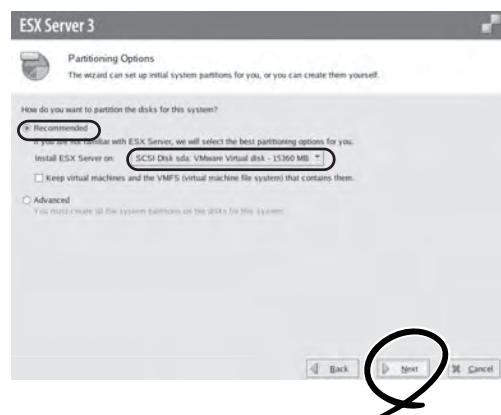 ESX Server 3
Partitioning Options
The wizard can set up initial system partitions for you, or you can create them yourself.
How do you want to partition the disks for this system?
Recommended
If you are not familiar with ESX Server, we will select the best partitioning options for you.
Install ESX Server on: SCSI Disk sda: VMware Virtual disk - 15360 MB
Keep virtual machines and the VMFS (virtual machine file system) that contains them.
Advanced
You must create all the system partitions on the disks for this system.
Back Next Cancel